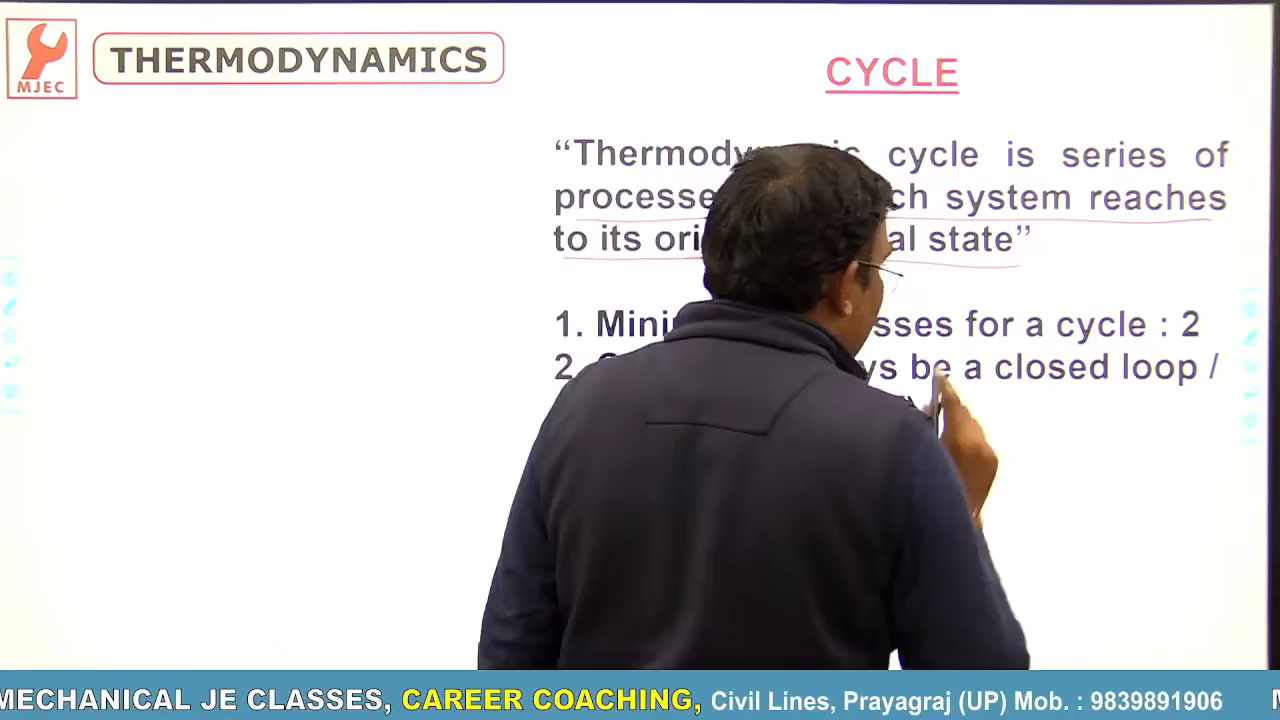 MJEC
THERMODYNAMICS
CYCLE
“Thermody cycle is series of
processe ch system reaches
to its ori al state”
1. Mini sses for a cycle : 2
2. ys be a closed loop /
MECHANICAL JE CLASSES, CAREER COACHING, Civil Lines, Prayagraj (UP) Mob. : 9839891906